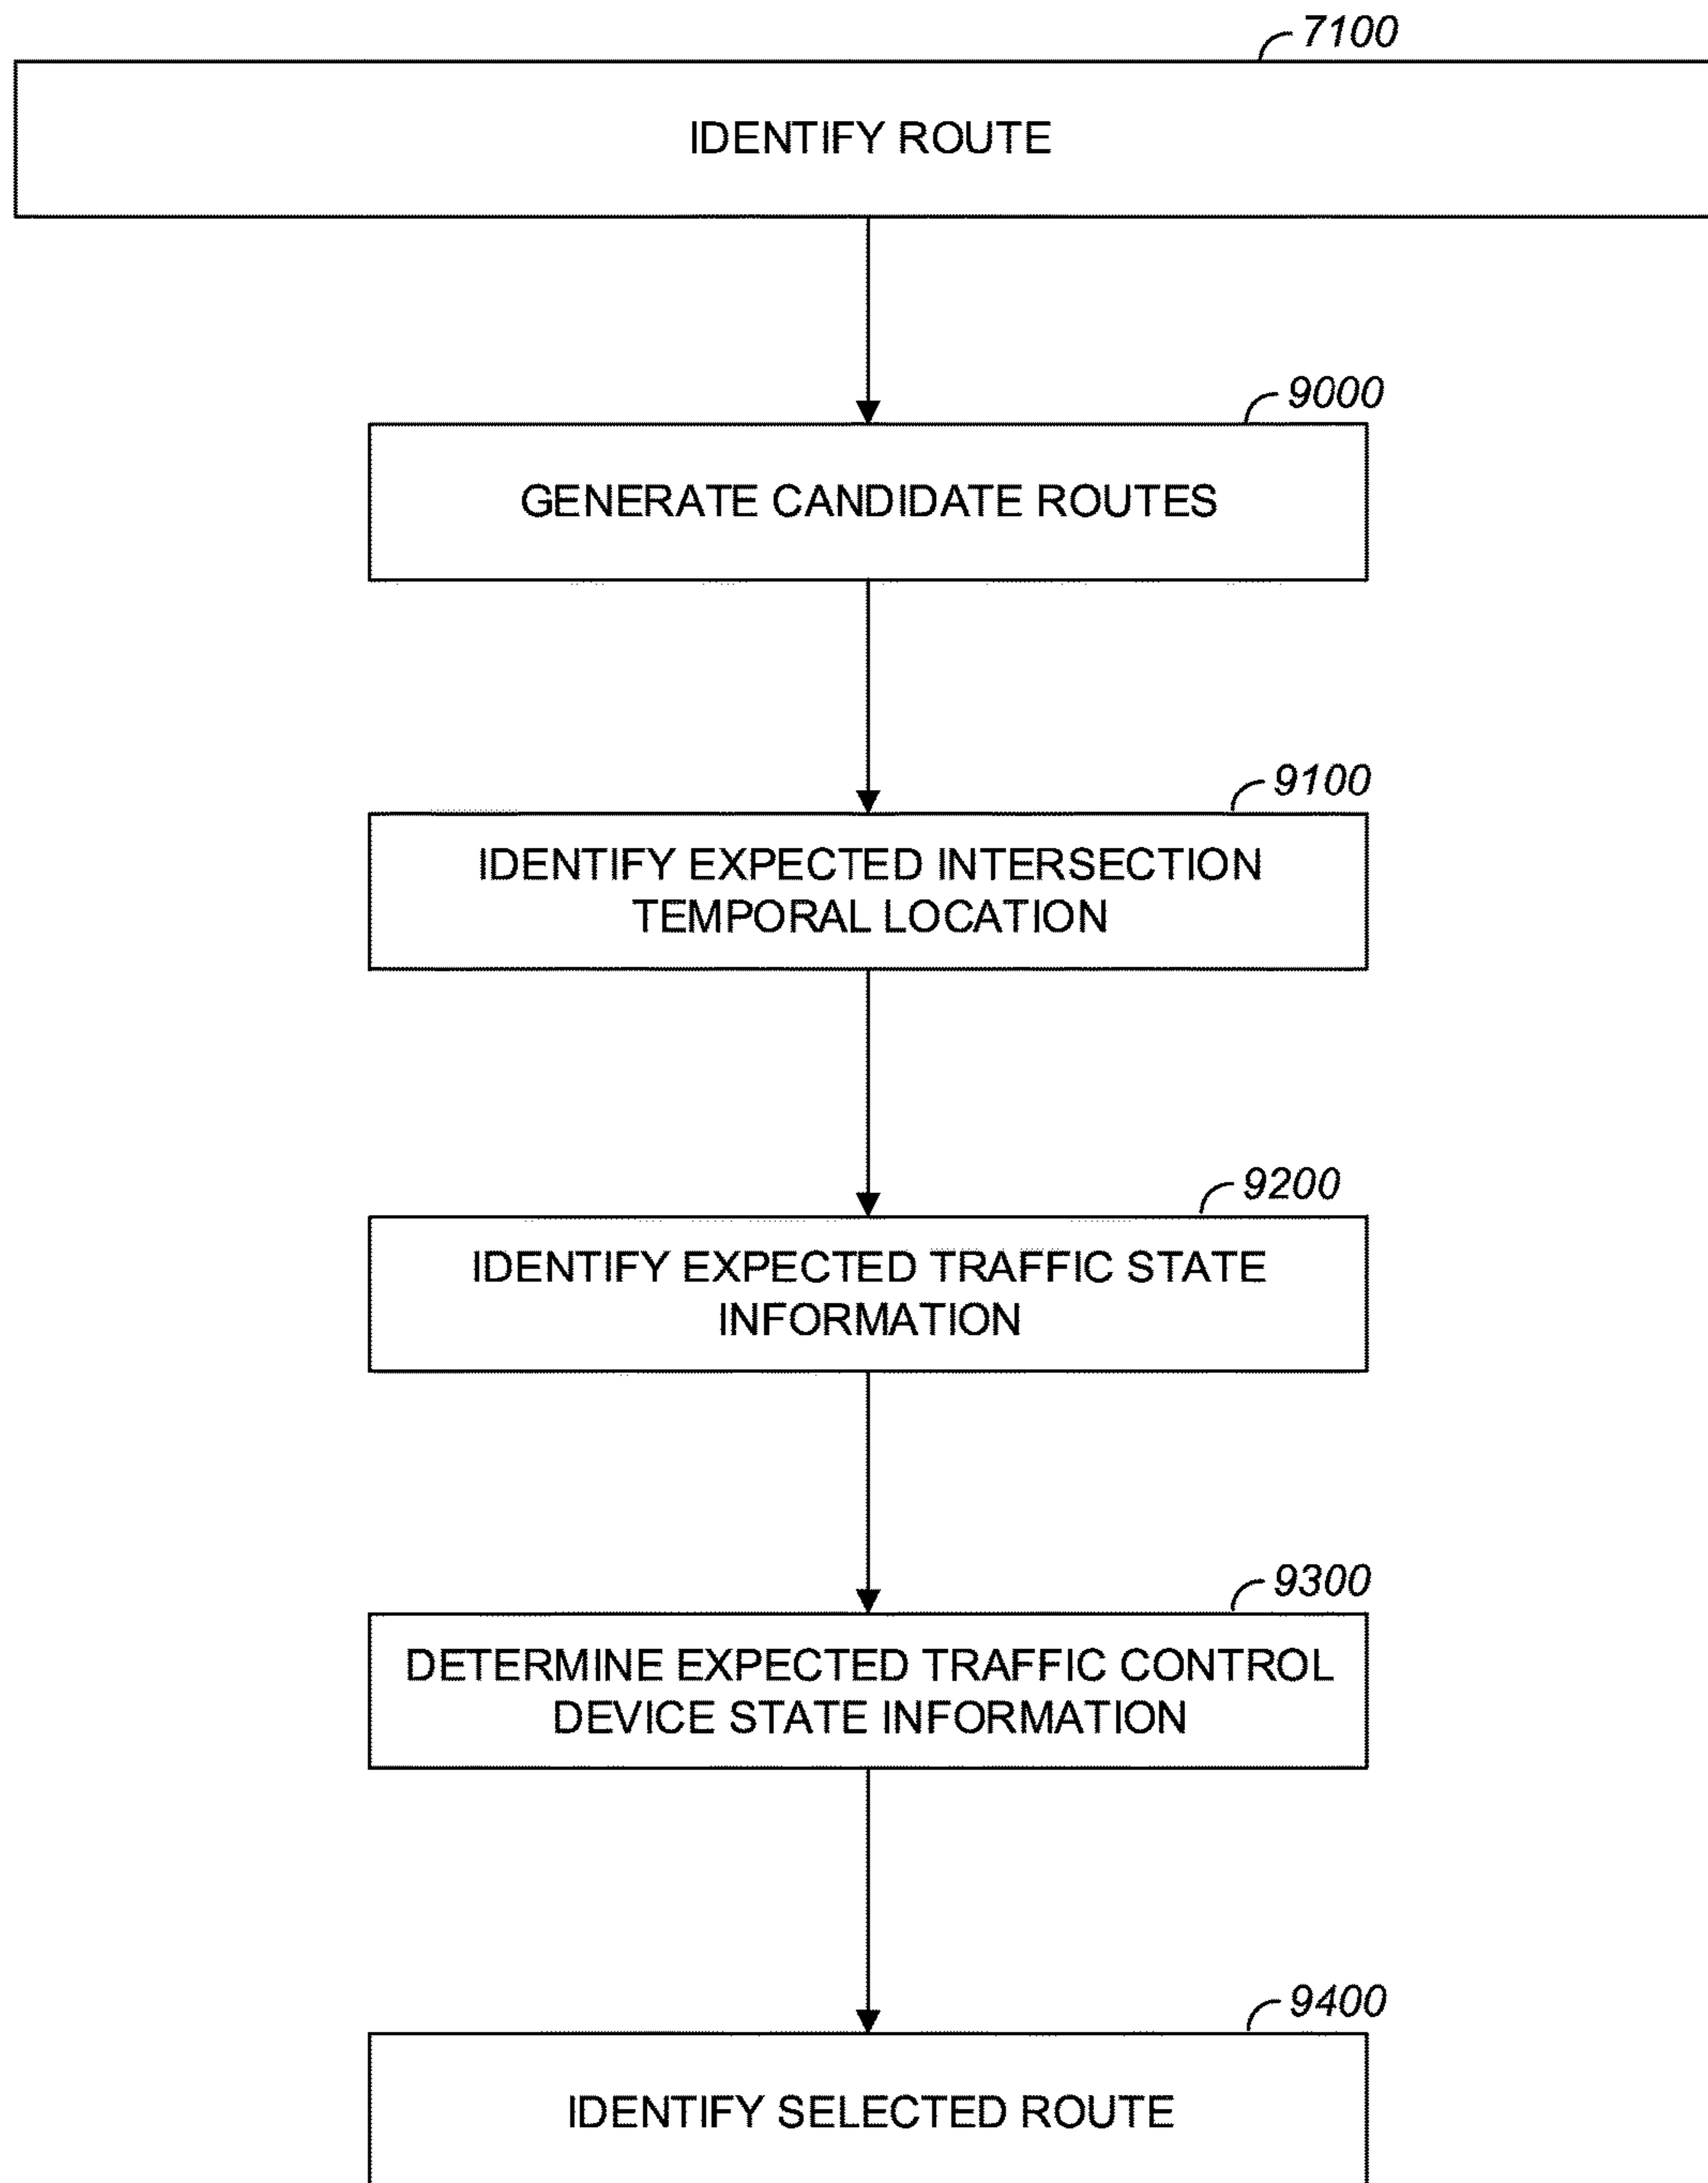 7100
IDENTIFY ROUTE
9000
GENERATE CANDIDATE ROUTES
9100
IDENTIFY EXPECTED INTERSECTION
TEMPORAL LOCATION
9200
IDENTIFY EXPECTED TRAFFIC STATE
INFORMATION
9300
DETERMINE EXPECTED TRAFFIC CONTROL
DEVICE STATE INFORMATION
9400
IDENTIFY SELECTED ROUTE